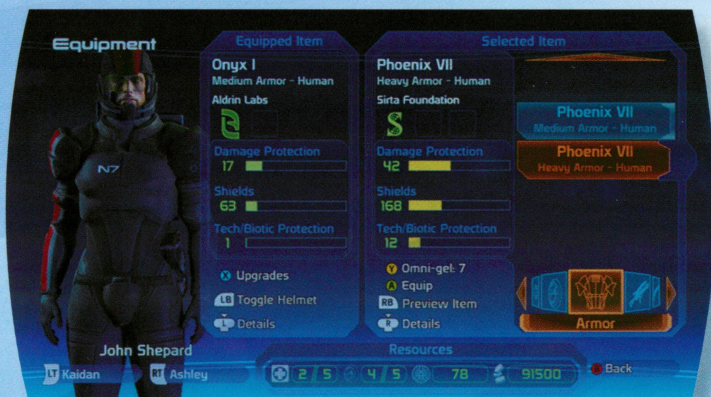 Equipment
Equipped Item
Onyx I
Medium Armor - Human
Aldrin Labs
Damage Protection
17
Shields
63
Tech/Biotic Protection
1
X Upgrades
LB Toggle Helmet
L Details
Selected Item
Phoenix VII
Heavy Armor - Human
Sirta Foundation
Damage Protection
42
Shields
168
Tech/Biotic Protection
12
Y Omni-gel: 7
A Equip
RB Preview Item
R Details
Phoenix VII
Medium Armor - Human
Phoenix VII
Heavy Armor - Human
Armor
N7
John Shepard
LT Kaidan
RT Ashley
Resources
2 / 5
4 / 5
78
91500
B Back